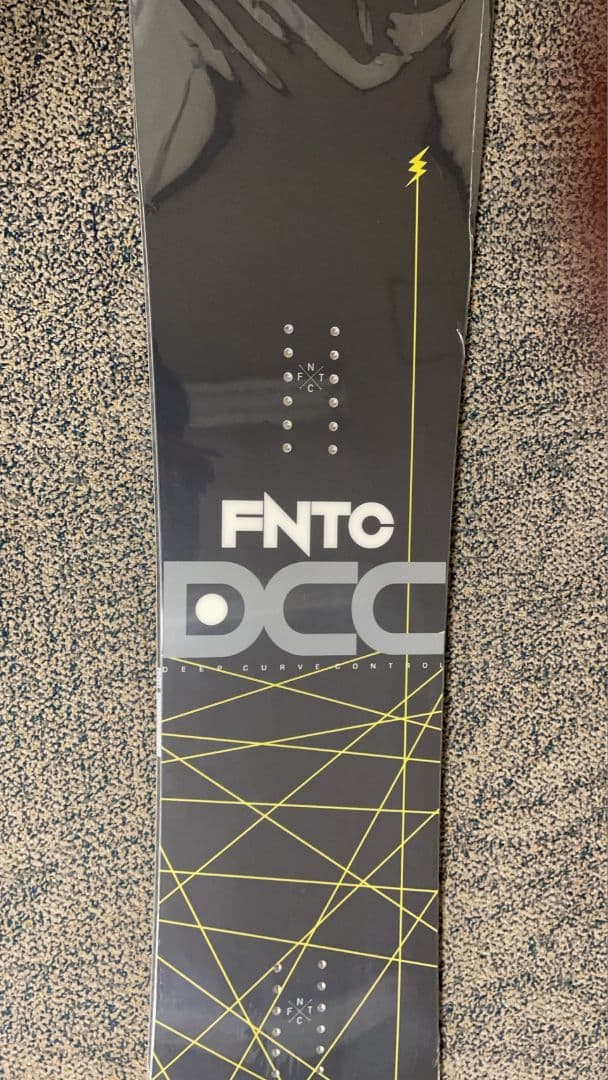 N
F T
C
FNTC
DCC
DEEP CURVE CONTROL
N
F T
C